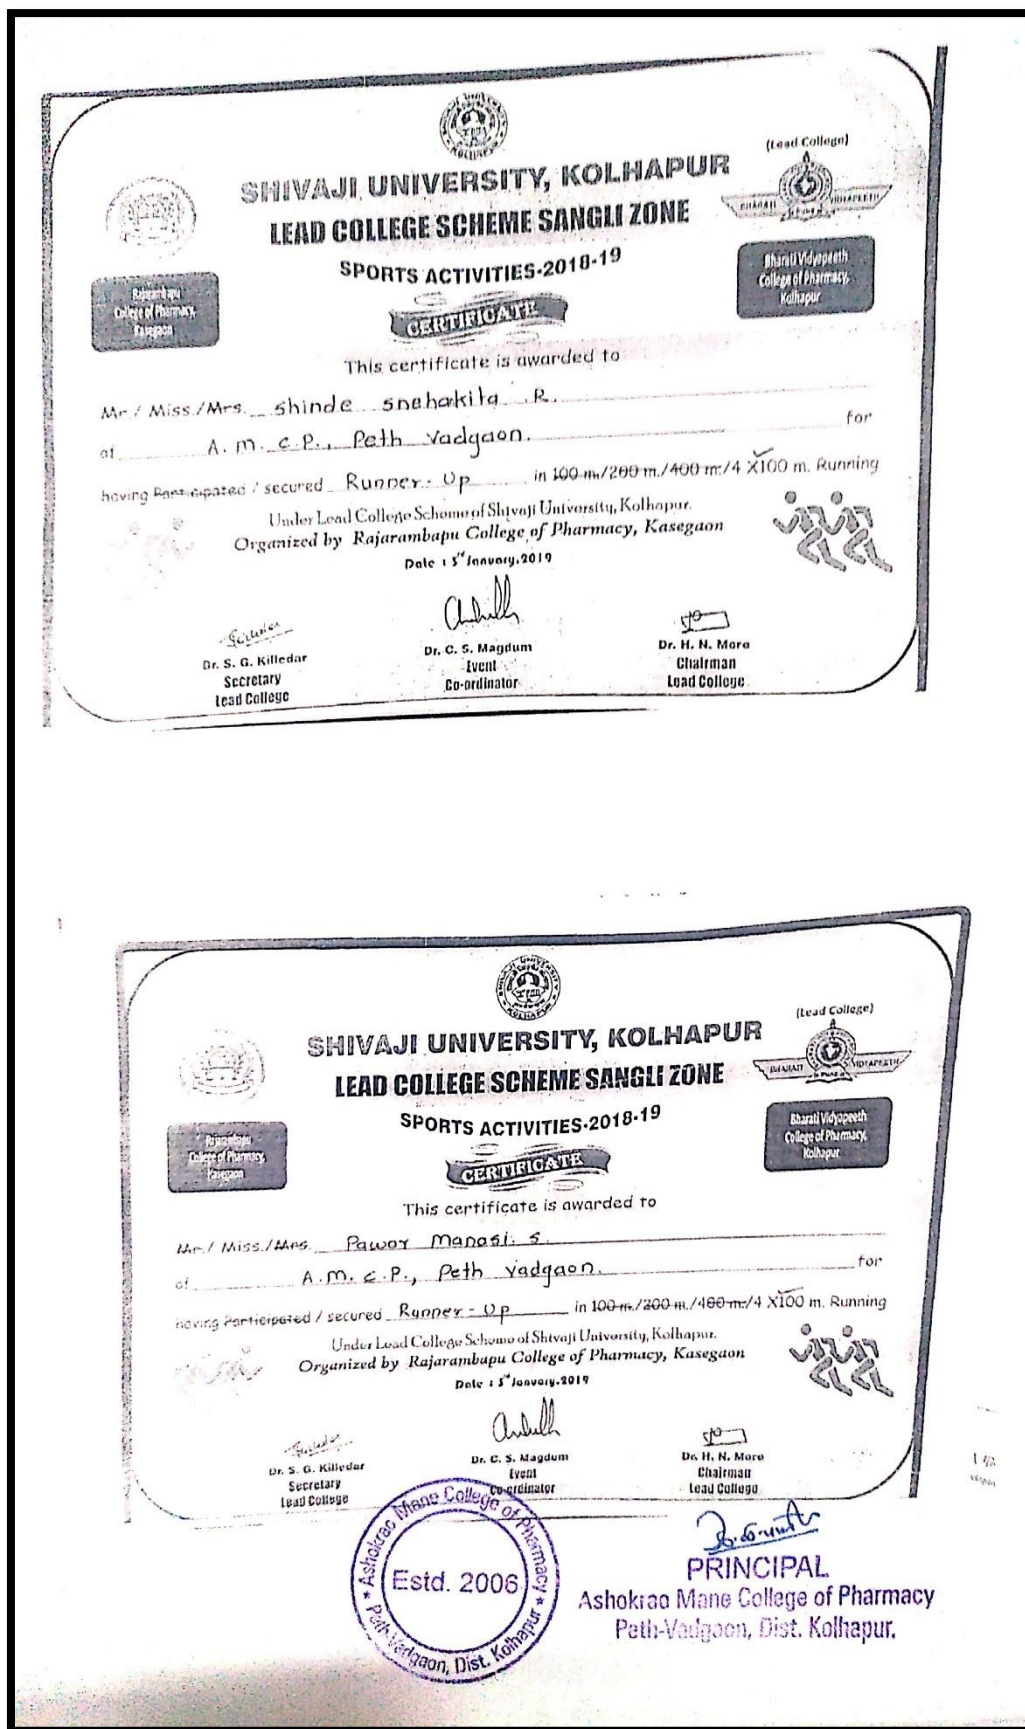 SHIVAJI UNIVERSITY, KOLHAPUR
(Lead College)
BHARATI VIDYAPEETH
LEAD COLLEGE SCHEME SANGLI ZONE
SPORTS ACTIVITIES-2018-19
Rajarambapu
College of Pharmacy,
Kasegaon
Bharati Vidyapeeth
College of Pharmacy,
Kolhapur
CERTIFICATE
This certificate is awarded to
Mr / Miss./Mrs. Shinde Snehankita .R.
of A. m. c. P., Peth Vadgaon. for
having Participated / secured Runner-Up in 100 m./200 m./400 m./4 X100 m. Running
Under Lead College Scheme of Shivaji University, Kolhapur.
Organized by Rajarambapu College of Pharmacy, Kasegaon
Date : 5th January, 2019
Dr. S. G. Killedar
Secretary
Lead College
Dr. C. S. Magdum
Event
Co-ordinator
Dr. H. N. More
Chairman
Lead College
SHIVAJI UNIVERSITY
KOLHAPUR
(Lead College)
SHIVAJI UNIVERSITY, KOLHAPUR
BHARATI VIDYAPEETH
PUNE
LEAD COLLEGE SCHEME SANGLI ZONE
SPORTS ACTIVITIES-2018-19
Rajarambapu
College of Pharmacy,
Kasegaon
Bharati Vidyapeeth
College of Pharmacy,
Kolhapur
CERTIFICATE
This certificate is awarded to
Mr / Miss./Mrs. Pawar Manasi. S.
of A.m. c.P., Peth vadgaon. for
having Participated / secured Runner-Up in 100 m./200 m./400 m./4 X100 m. Running
Under Lead College Scheme of Shivaji University, Kolhapur.
Organized by Rajarambapu College of Pharmacy, Kasegaon
Date : 5th January, 2019
Dr. S. G. Killedar
Secretary
Lead College
Dr. C. S. Magdum
Event
Co-ordinator
Dr. H. N. More
Chairman
Lead College
Ashokrao Mane College of Pharmacy
Estd. 2006
Peth-Vadgaon, Dist. Kolhapur
PRINCIPAL
Ashokrao Mane College of Pharmacy
Peth-Vadgaon, Dist. Kolhapur.